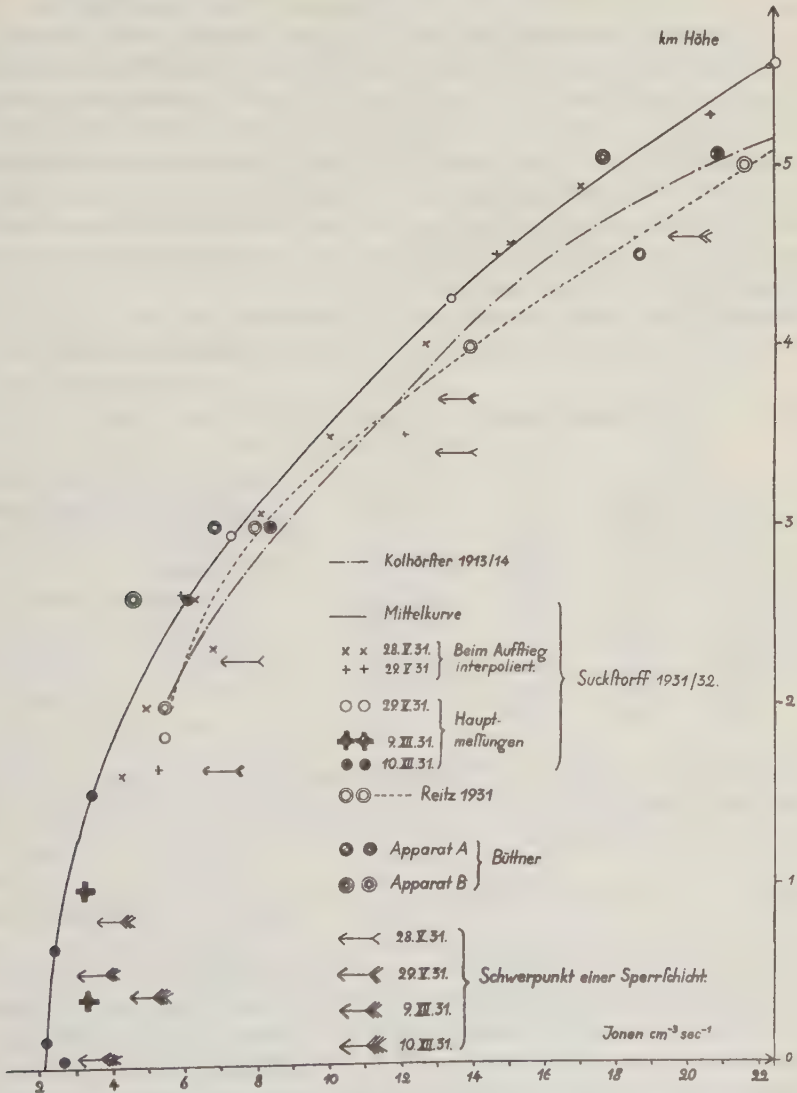 km Höhe
5
4
3
Kolhörſter 1913/14
Mittelkurve
x x 28.V.31.
+ + 29.V.31
Beim Aufſtieg
interpoliert.
Suckſtorff 1931/32.
2
29.V.31.
9.XII.31.
10.XII.31.
Haupt-
meſſungen
Reitz 1931
Apparat A
Apparat B
Büttner
1
28.V.31.
29.V.31.
9.XII.31.
10.XII.31.
Schwerpunkt einer Sperrſchicht.
Jonen cm⁻³ sec⁻¹
0
2 4 6 8 10 12 14 16 18 20 22